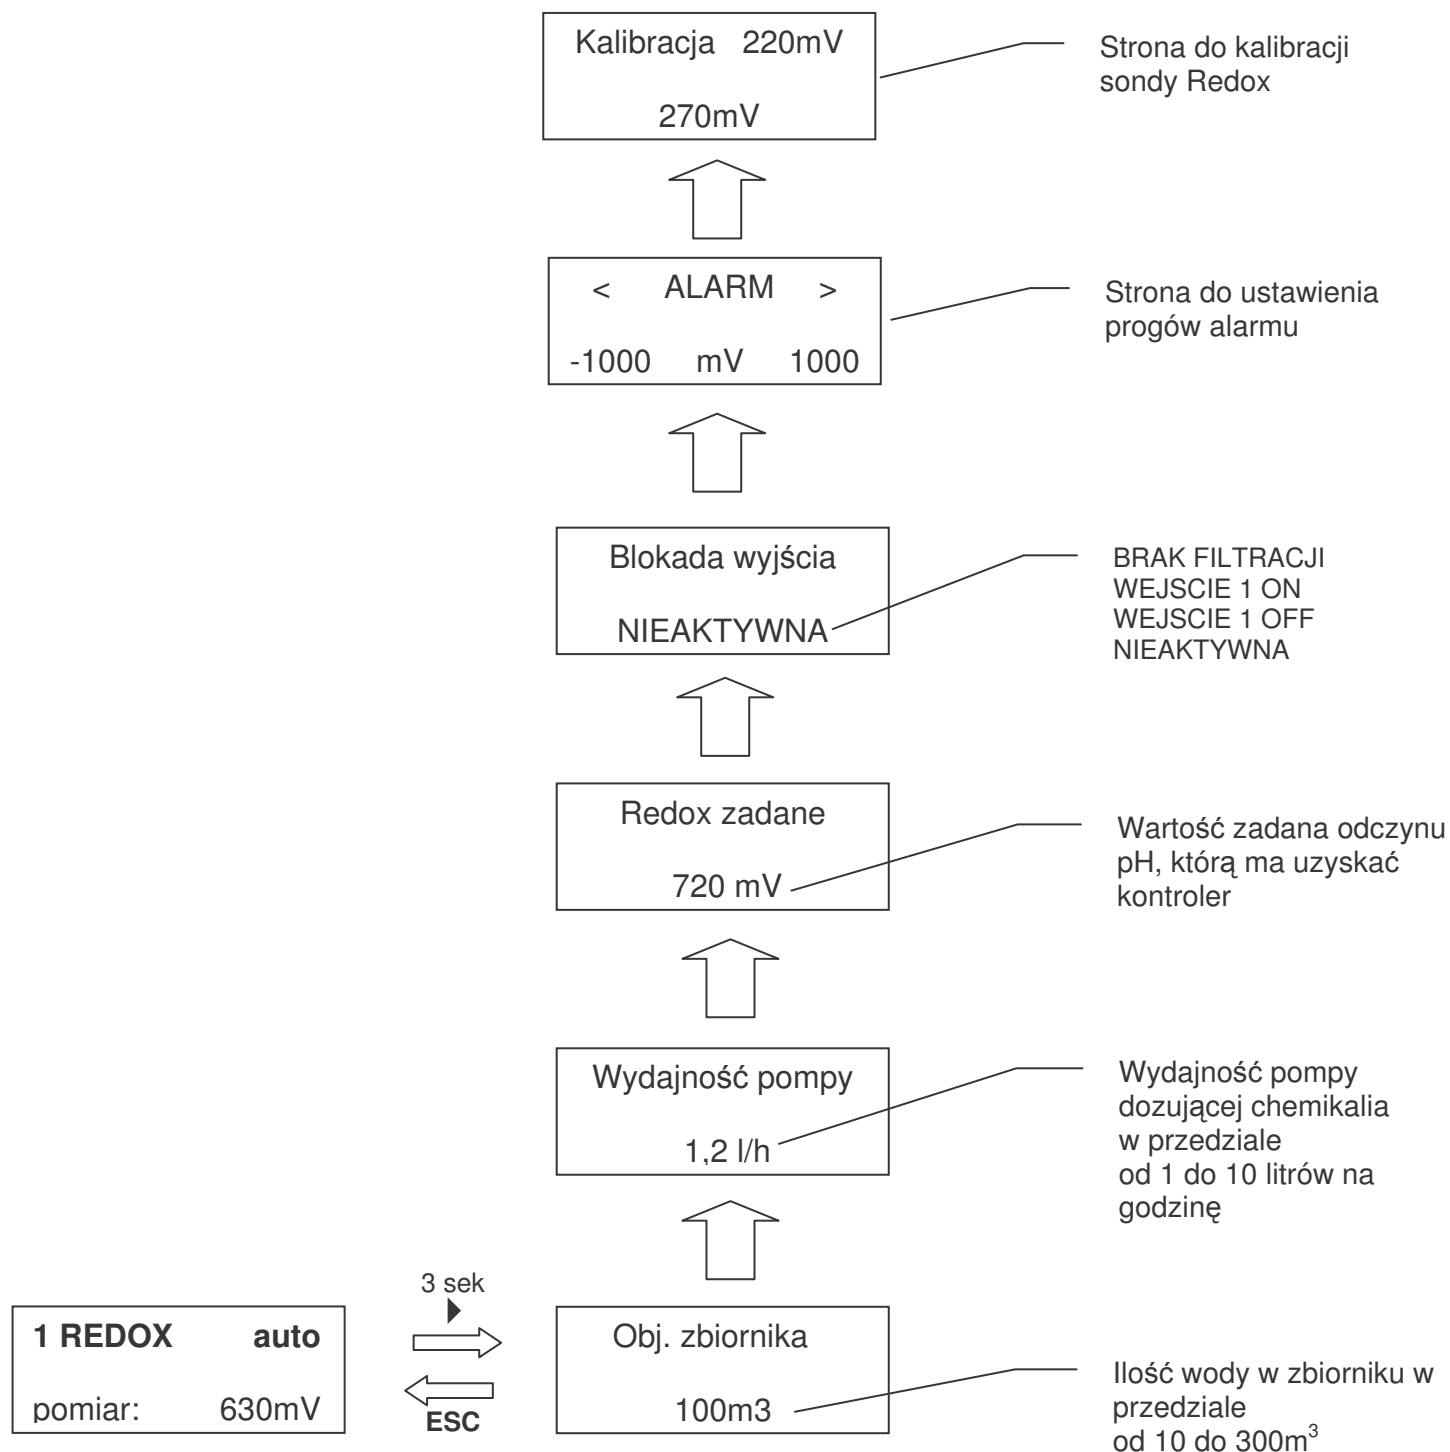 Kalibracja 220mV
270mV
Strona do kalibracji
sondy Redox
< ALARM >
-1000 mV 1000
Strona do ustawienia
progów alarmu
Blokada wyjścia
NIEAKTYWNA
BRAK FILTRACJI
WEJSCIE 1 ON
WEJSCIE 1 OFF
NIEAKTYWNA
Redox zadane
720 mV
Wartość zadana odczynu
pH, którą ma uzyskać
kontroler
Wydajność pompy
1,2 l/h
Wydajność pompy
dozującej chemikalia
w przedziale
od 1 do 10 litrów na
godzinę
1 REDOX auto
pomiar: 630mV
3 sek
ESC
Obj. zbiornika
100m3
Ilość wody w zbiorniku w
przedziale
od 10 do 300m³